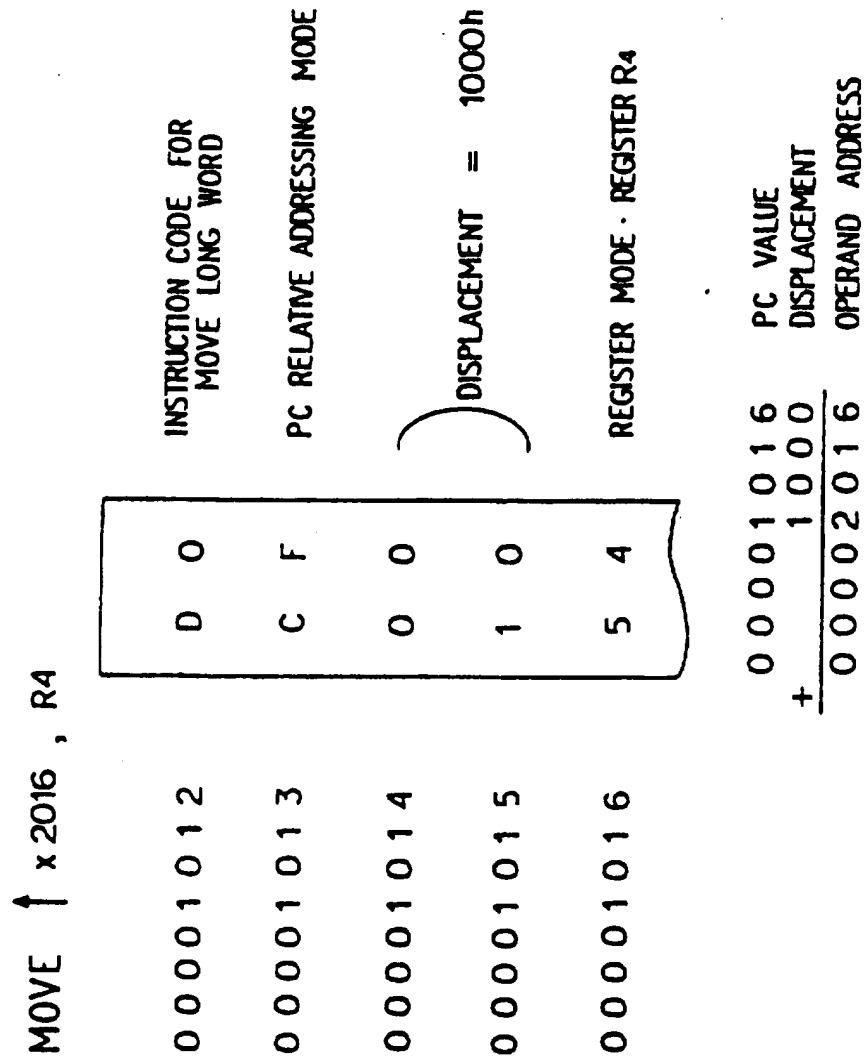 MOVE ↑ x 2016 , R4
00001012 D 0 INSTRUCTION CODE FOR
MOVE LONG WORD
00001013 C F PC RELATIVE ADDRESSING MODE
00001014 0 0
DISPLACEMENT = 1000h
00001015 1 0
00001016 5 4 REGISTER MODE · REGISTER R4
00001016 PC VALUE
+ 1000 DISPLACEMENT
00002016 OPERAND ADDRESS